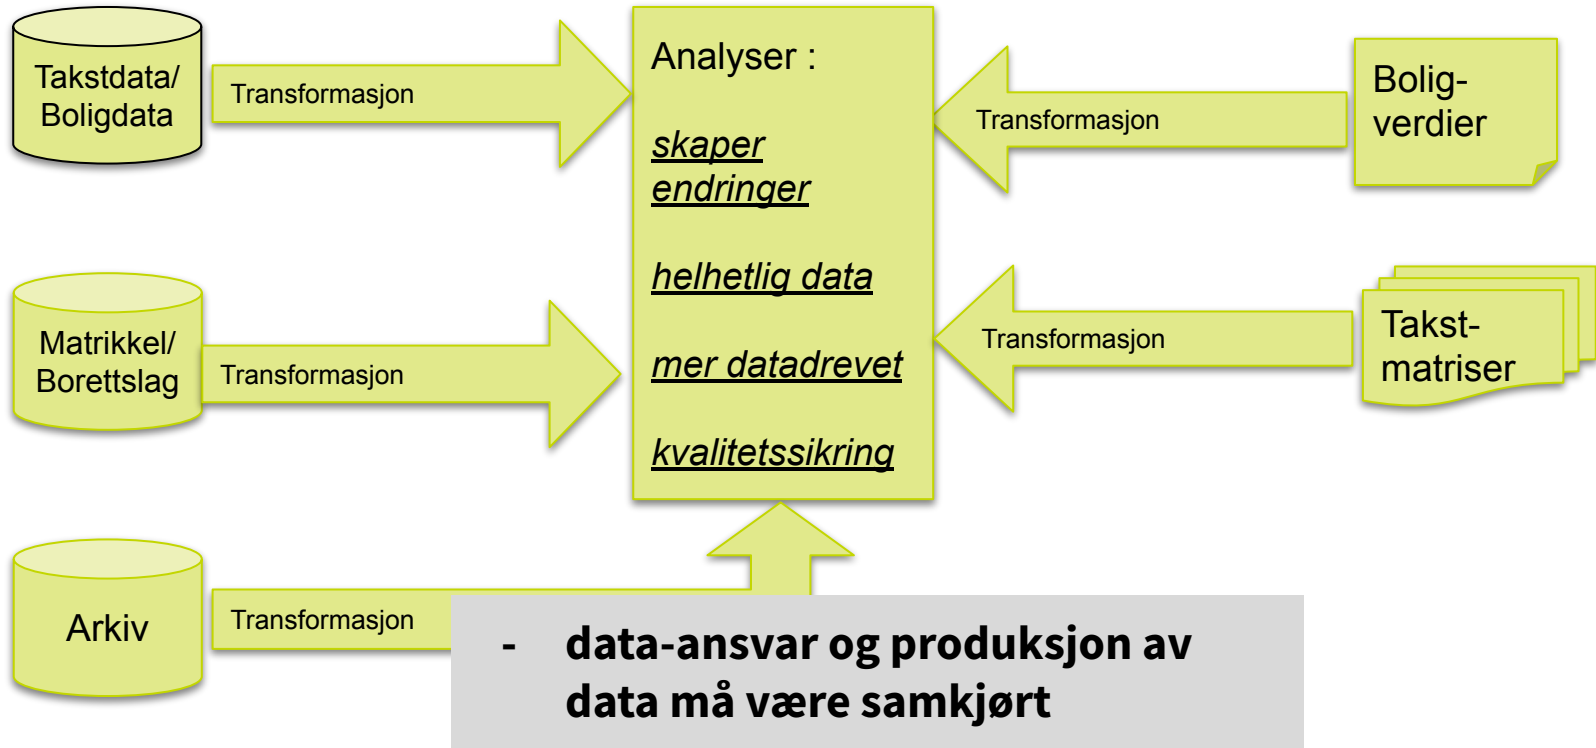 Takstdata/
Boligdata
Transformasjon
Matrikkel/
Borettslag
Transformasjon
Arkiv
Transformasjon
Analyser :
skaper
endringer
helhetlig data
mer datadrevet
kvalitetssikring
Transformasjon
Bolig-
verdier
Transformasjon
Takst-
matriser
- data-ansvar og produksjon av
data må være samkjørt